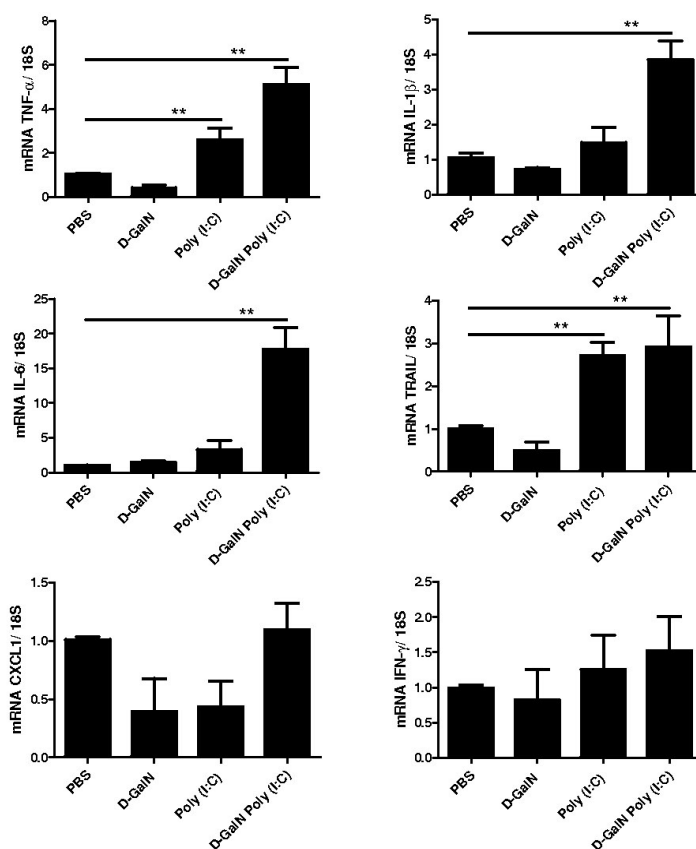 mRNA TNF-α/ 18S
8
6
4
2
0
**
**
PBS
D-GalN
Poly (I:C)
D-GalN Poly (I:C)
mRNA IL-1β/ 18S
5
4
3
2
1
0
**
PBS
D-GalN
Poly (I:C)
D-GalN Poly (I:C)
mRNA IL-6/ 18S
25
20
15
10
5
0
**
PBS
D-GalN
Poly (I:C)
D-GalN Poly (I:C)
mRNA TRAIL/ 18S
4
3
2
1
0
**
**
PBS
D-GalN
Poly (I:C)
D-GalN Poly (I:C)
mRNA CXCL1/ 18S
1.5
1.0
0.5
0.0
PBS
D-GalN
Poly (I:C)
D-GalN Poly (I:C)
mRNA IFN-γ/ 18S
2.5
2.0
1.5
1.0
0.5
0.0
PBS
D-GalN
Poly (I:C)
D-GalN Poly (I:C)